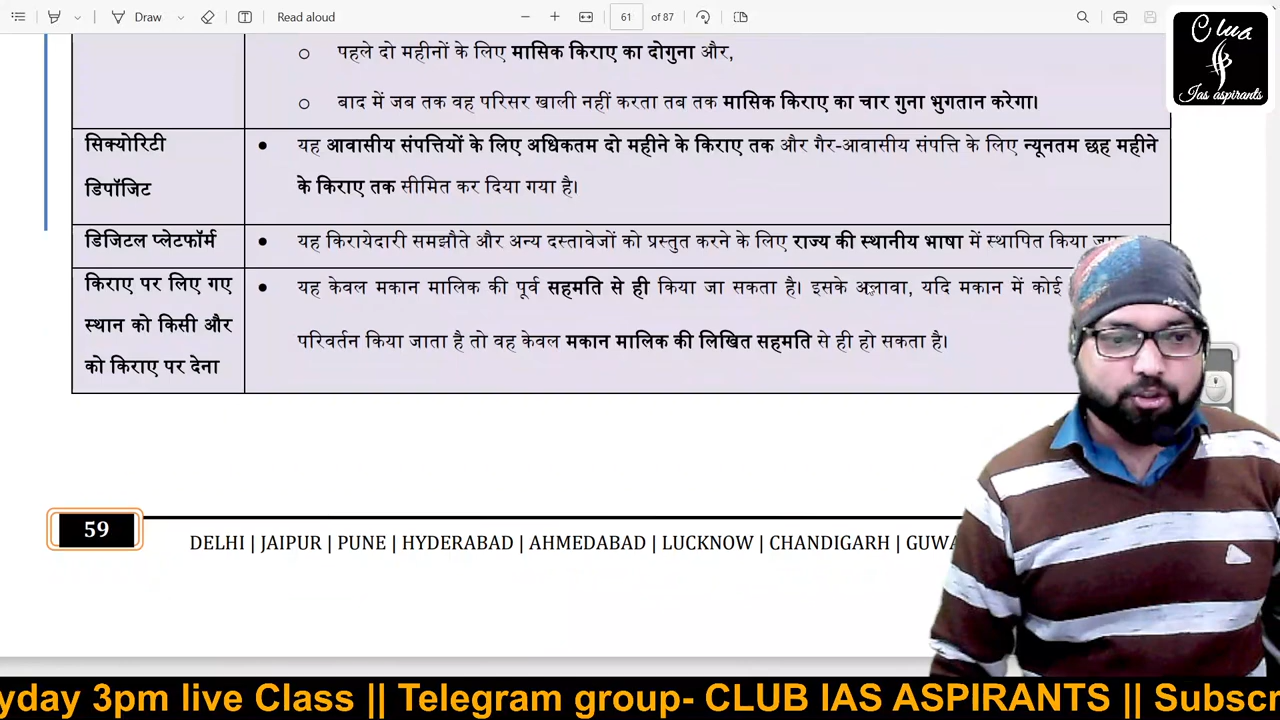 Draw
Read aloud
61 of 87
Clua
Ias aspirants
० पहले दो महीनों के लिए मासिक किराए का दोगुना और,
० बाद में जब तक वह परिसर खाली नहीं करता तब तक मासिक किराए का चार गुना भुगतान करेगा।
सिक्योरिटी
डिपॉजिट
• यह आवासीय संपत्तियों के लिए अधिकतम दो महीने के किराए तक और गैर-आवासीय संपत्ति के लिए न्यूनतम छह महीने
के किराए तक सीमित कर दिया गया है।
डिजिटल प्लेटफॉर्म
• यह किरायेदारी समझौते और अन्य दस्तावेजों को प्रस्तुत करने के लिए राज्य की स्थानीय भाषा में स्थापित किया
किराए पर लिए गए
स्थान को किसी और
को किराए पर देना
• यह केवल मकान मालिक की पूर्व सहमति से ही किया जा सकता है। इसके अलावा, यदि मकान में कोई
परिवर्तन किया जाता है तो वह केवल मकान मालिक की लिखित सहमति से ही हो सकता है।
59
DELHI | JAIPUR | PUNE | HYDERABAD | AHMEDABAD | LUCKNOW | CHANDIGARH | GUWA
yday 3pm live Class || Telegram group- CLUB IAS ASPIRANTS || Subscr